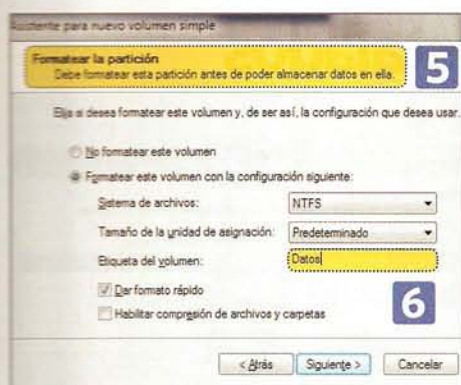 Asistente para nuevo volumen simple
Formatear la partición
Debe formatear esta partición antes de poder almacenar datos en ella.
5
Elija si desea formatear este volumen y, de ser así, la configuración que desea usar.
No formatear este volumen
Formatear este volumen con la configuración siguiente:
Sistema de archivos: NTFS
Tamaño de la unidad de asignación: Predeterminado
Etiqueta del volumen: Datos
Dar formato rápido
6
Habilitar compresión de archivos y carpetas
< Atrás Siguiente > Cancelar